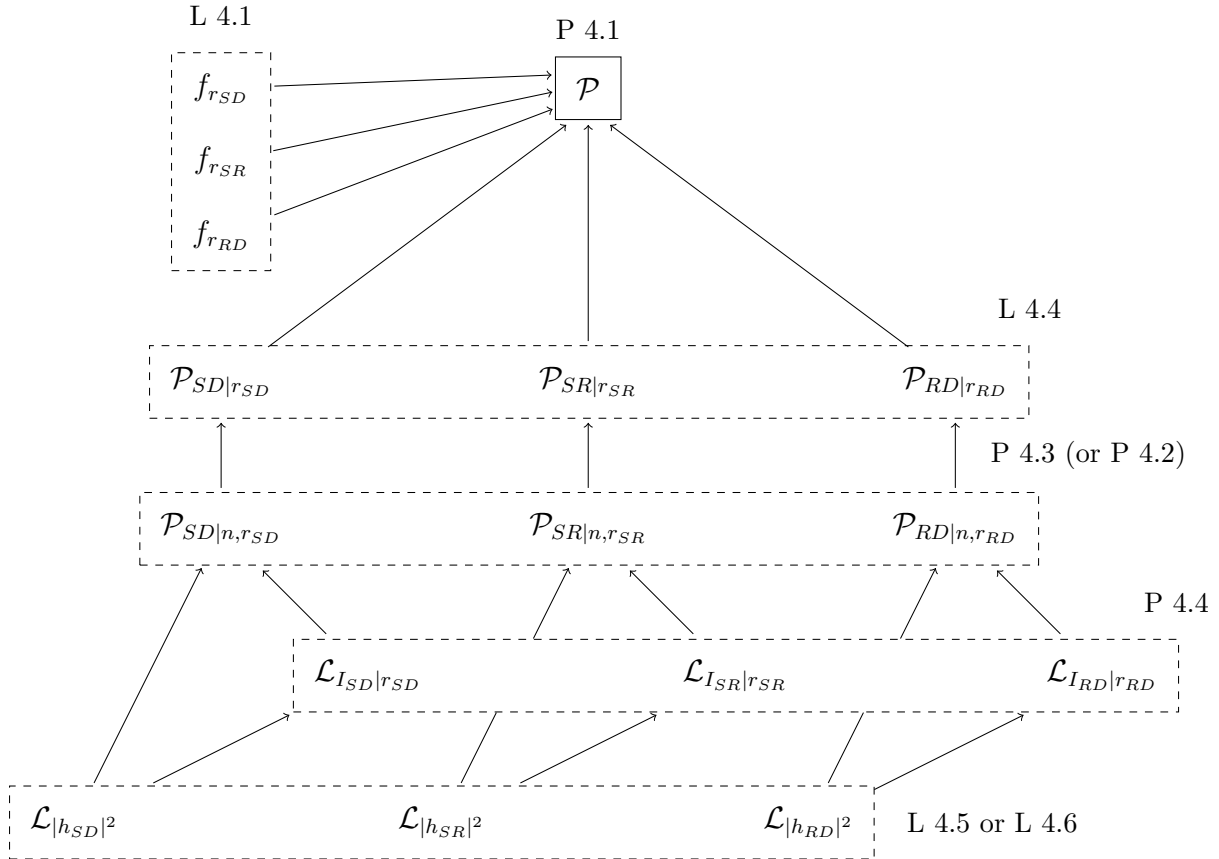 L 4.1
P 4.1
f_{r_{SD}}
𝒫
f_{r_{SR}}
f_{r_{RD}}
L 4.4
𝒫_{SD|r_{SD}} 𝒫_{SR|r_{SR}} 𝒫_{RD|r_{RD}}
P 4.3 (or P 4.2)
𝒫_{SD|n,r_{SD}} 𝒫_{SR|n,r_{SR}} 𝒫_{RD|n,r_{RD}}
P 4.4
ℒ_{I_{SD}|r_{SD}} ℒ_{I_{SR}|r_{SR}} ℒ_{I_{RD}|r_{RD}}
ℒ_{|h_{SD}|^2} ℒ_{|h_{SR}|^2} ℒ_{|h_{RD}|^2}
L 4.5 or L 4.6